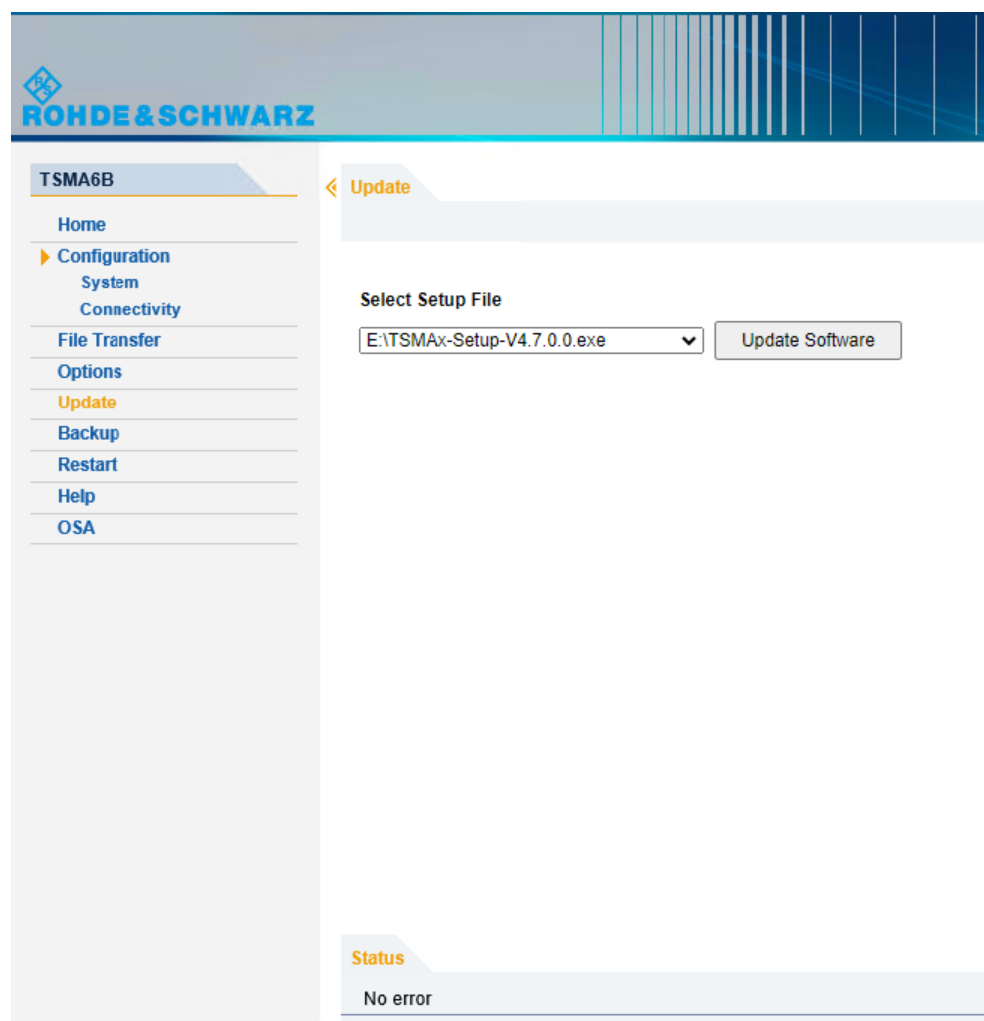 R&S
ROHDE&SCHWARZ
TSMA6B
Home
Configuration
System
Connectivity
File Transfer
Options
Update
Backup
Restart
Help
OSA
Update
Select Setup File
E:\TSMAx-Setup-V4.7.0.0.exe
Update Software
Status
No error